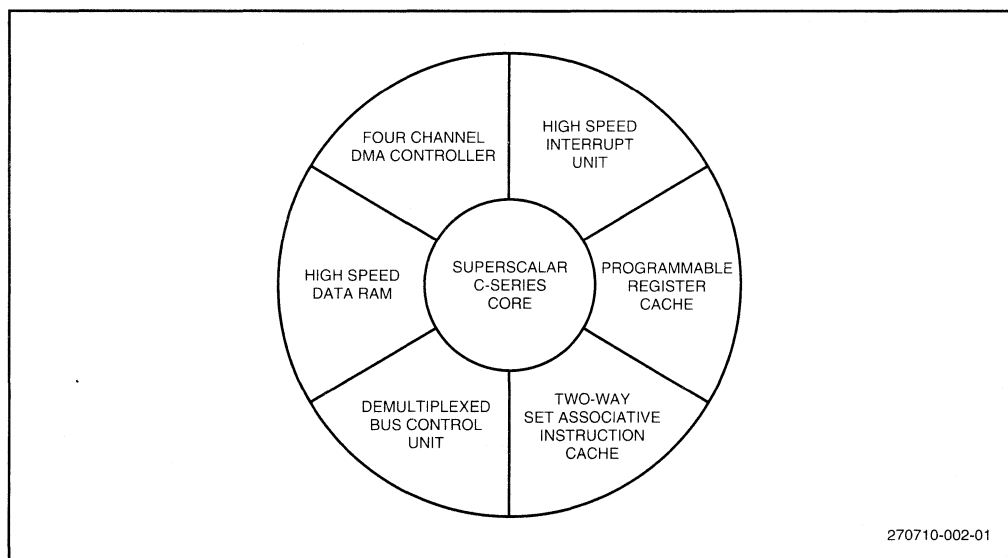 FOUR CHANNEL
DMA CONTROLLER
HIGH SPEED
INTERRUPT
UNIT
HIGH SPEED
DATA RAM
SUPERSCALAR
C-SERIES
CORE
PROGRAMMABLE
REGISTER
CACHE
DEMULTIPLEXED
BUS CONTROL
UNIT
TWO-WAY
SET ASSOCIATIVE
INSTRUCTION
CACHE
270710-002-01